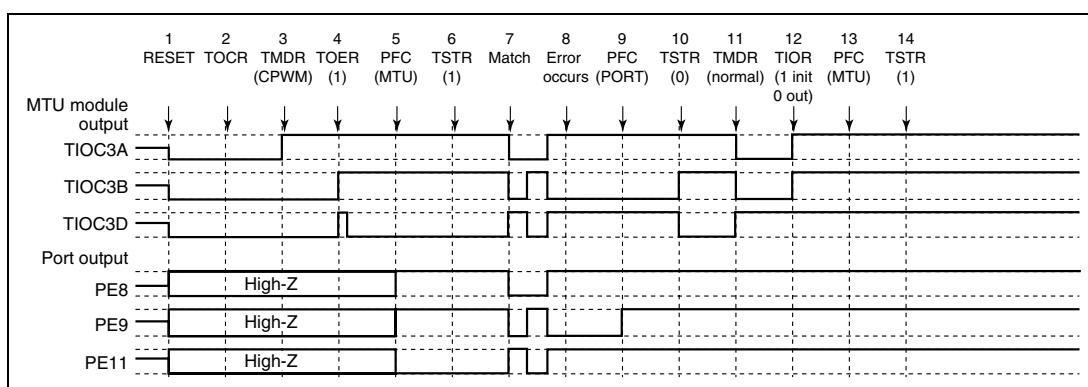 1 2 3 4 5 6 7 8 9 10 11 12 13 14
RESET TOCR TMDR TOER PFC TSTR Match Error PFC TSTR TMDR TIOR PFC TSTR
(CPWM) (1) (MTU) (1) occurs (PORT) (0) (normal) (1 init (MTU) (1)
0 out)
MTU module
output
TIOC3A
TIOC3B
TIOC3D
Port output
PE8 High-Z
PE9 High-Z
PE11 High-Z